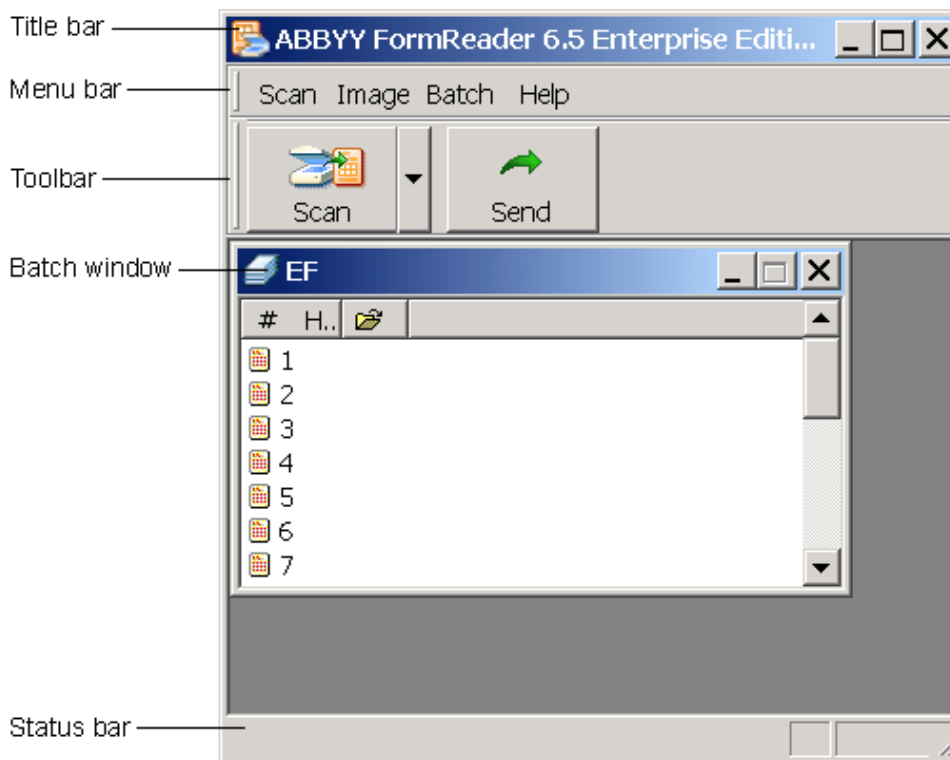 Title bar
ABBYY FormReader 6.5 Enterprise Editi...
Menu bar
Scan Image Batch Help
Toolbar
Scan
Send
Batch window
EF
# H..
1
2
3
4
5
6
7
Status bar